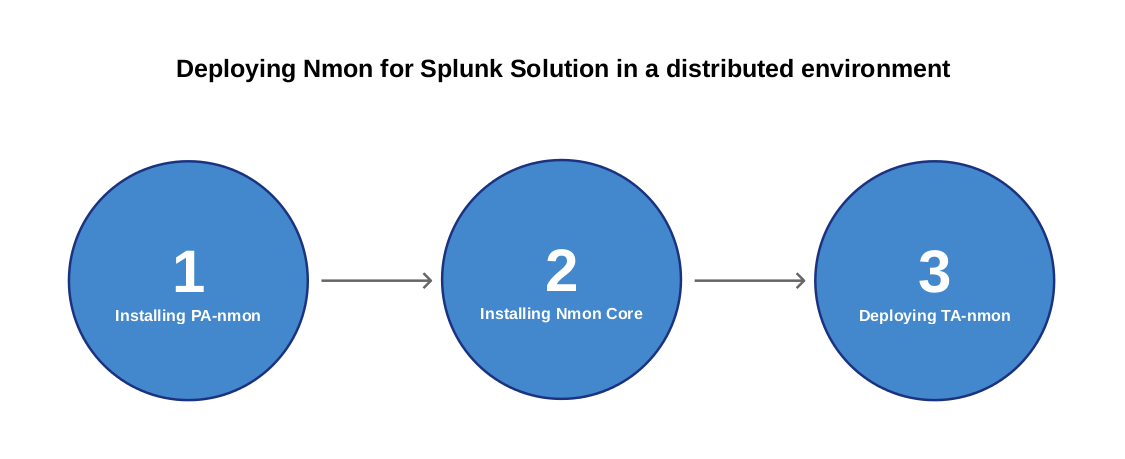 Deploying Nmon for Splunk Solution in a distributed environment
1
Installing PA-nmon
2
Installing Nmon Core
3
Deploying TA-nmon